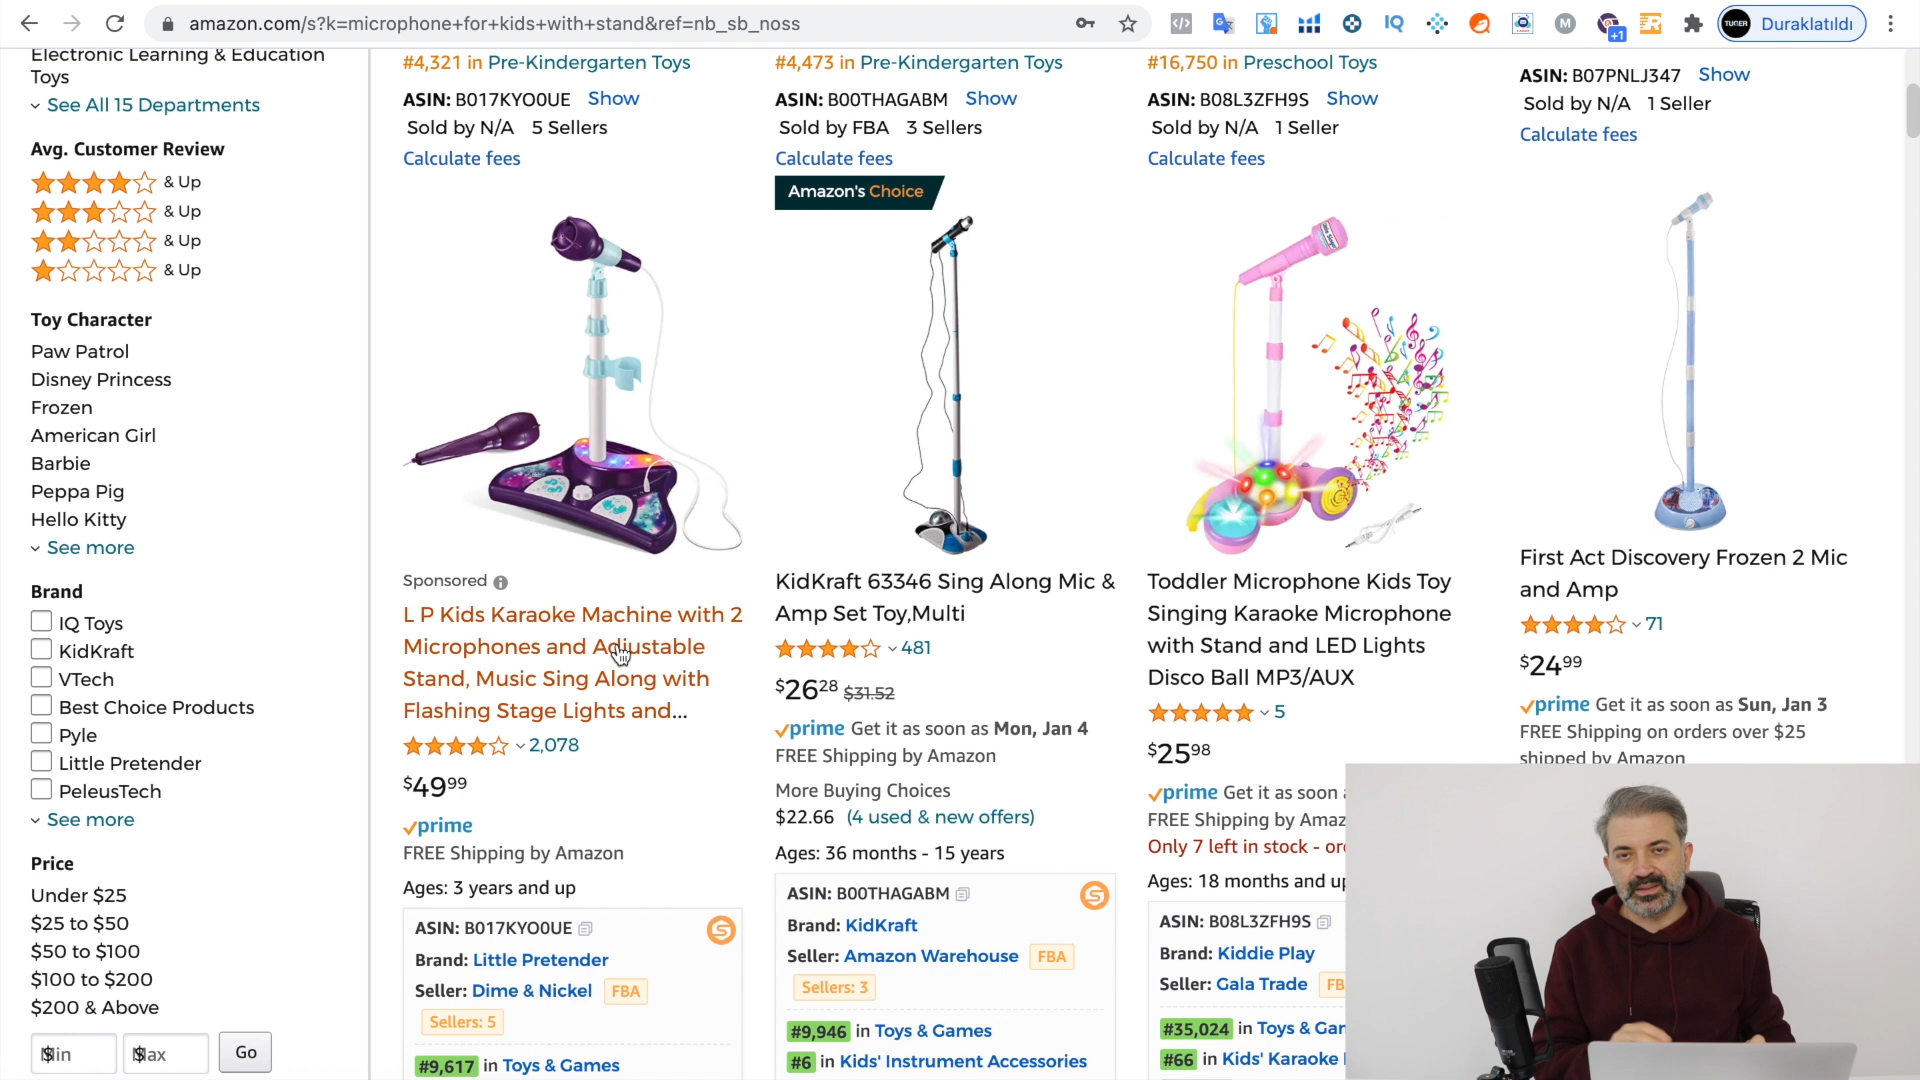 amazon.com/s?k=microphone+for+kids+with+stand&ref=nb_sb_noss
IQ
M
+1
TUNER
Duraklatıldı
Electronic Learning & Education
Toys
See All 15 Departments
Avg. Customer Review
& Up
& Up
& Up
& Up
Toy Character
Paw Patrol
Disney Princess
Frozen
American Girl
Barbie
Peppa Pig
Hello Kitty
See more
Brand
IQ Toys
KidKraft
VTech
Best Choice Products
Pyle
Little Pretender
PeleusTech
See more
Price
Under $25
$25 to $50
$50 to $100
$100 to $200
$200 & Above
$ Min $ Max Go
#4,321 in Pre-Kindergarten Toys
ASIN: B017KYO0UE Show
Sold by N/A 5 Sellers
Calculate fees
Sponsored
L P Kids Karaoke Machine with 2
Microphones and Adjustable
Stand, Music Sing Along with
Flashing Stage Lights and...
2,078
$49.99
prime
FREE Shipping by Amazon
Ages: 3 years and up
ASIN: B017KYO0UE
Brand: Little Pretender
Seller: Dime & Nickel FBA
Sellers: 5
#9,617 in Toys & Games
#4,473 in Pre-Kindergarten Toys
ASIN: B00THAGABM Show
Sold by FBA 3 Sellers
Calculate fees
Amazon's Choice
KidKraft 63346 Sing Along Mic &
Amp Set Toy,Multi
481
$26.28 $31.52
prime Get it as soon as Mon, Jan 4
FREE Shipping by Amazon
More Buying Choices
$22.66 (4 used & new offers)
Ages: 36 months - 15 years
ASIN: B00THAGABM
Brand: KidKraft
Seller: Amazon Warehouse FBA
Sellers: 3
#9,946 in Toys & Games
#6 in Kids' Instrument Accessories
#16,750 in Preschool Toys
ASIN: B08L3ZFH9S Show
Sold by N/A 1 Seller
Calculate fees
Toddler Microphone Kids Toy
Singing Karaoke Microphone
with Stand and LED Lights
Disco Ball MP3/AUX
5
$25.98
prime Get it as soon
FREE Shipping by Amaz
Only 7 left in stock - or
Ages: 18 months and up
ASIN: B08L3ZFH9S
Brand: Kiddie Play
Seller: Gala Trade FB
#35,024 in Toys & Gar
#66 in Kids' Karaoke
ASIN: B07PNLJ347 Show
Sold by N/A 1 Seller
Calculate fees
First Act Discovery Frozen 2 Mic
and Amp
71
$24.99
prime Get it as soon as Sun, Jan 3
FREE Shipping on orders over $25
shipped by Amazon